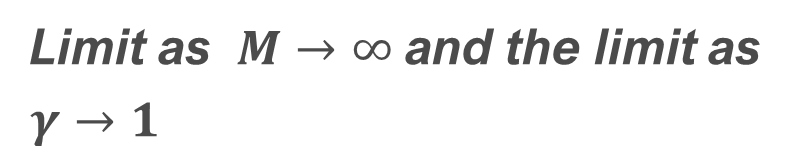 Limit as M → ∞ and the limit as
γ → 1